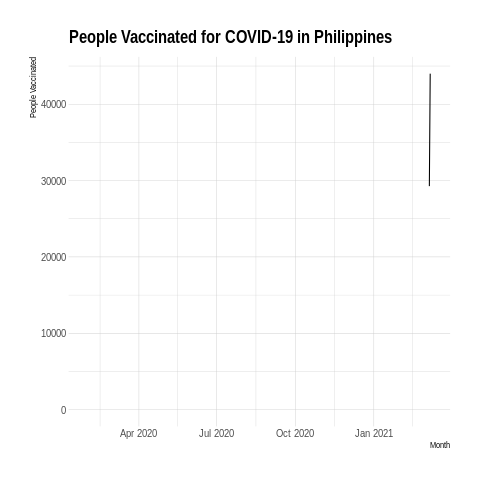 People Vaccinated for COVID-19 in Philippines
People Vaccinated
40000
30000
20000
10000
0
Apr 2020 Jul 2020 Oct 2020 Jan 2021
Month